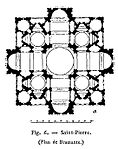 Fig. 6. — Saint-Pierre.
(Plan de Bramante.)